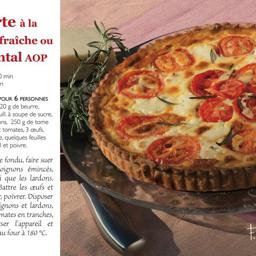 rte à la
fraîche ou
ntal AOP
0 min
n
POUR 6 PERSONNES
20 g de beurre,
uill. à soupe de sucre,
ns, 250 g de tome
tomates, 3 œufs,
, quelques feuilles
l et poivre.
e fondu, faire suer
oignons émincés,
i que les lardons.
Battre les œufs et
, poivrer. Disposer
gnons et lardons,
mates en tranches,
ser l'appareil et
au four à 180 °C.